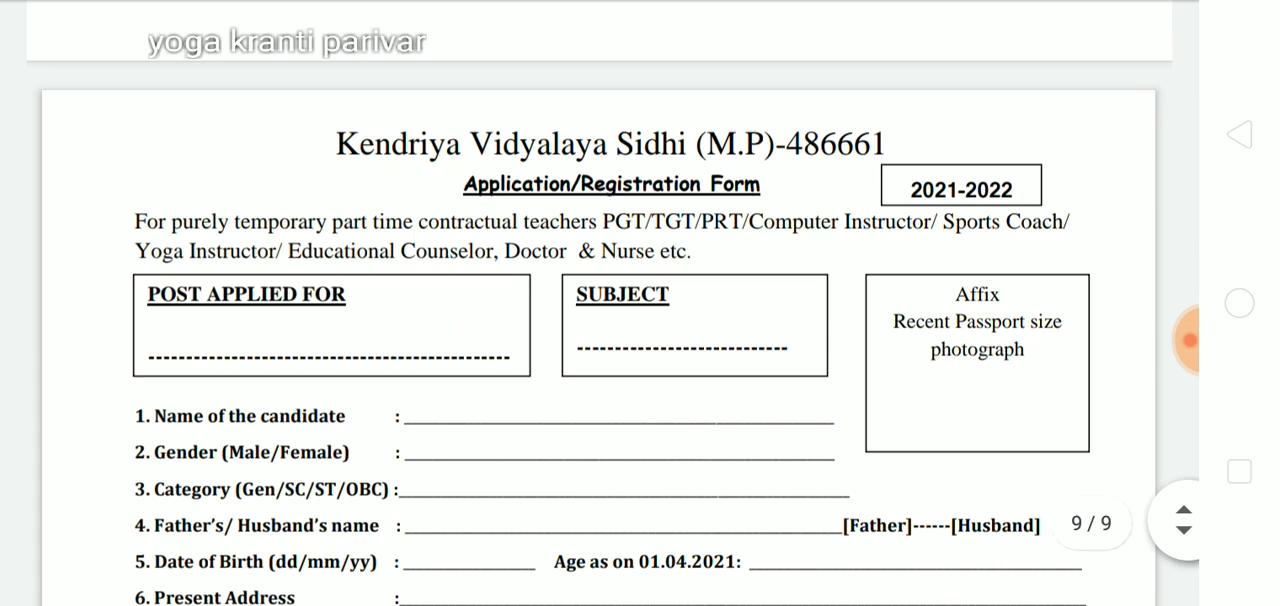 yoga kranti parivar
Kendriya Vidyalaya Sidhi (M.P)-486661
Application/Registration Form
2021-2022
For purely temporary part time contractual teachers PGT/TGT/PRT/Computer Instructor/ Sports Coach/
Yoga Instructor/ Educational Counselor, Doctor & Nurse etc.
POST APPLIED FOR
SUBJECT
Affix
Recent Passport size
photograph
1. Name of the candidate :
2. Gender (Male/Female) :
3. Category (Gen/SC/ST/OBC) :
4. Father's/ Husband's name : [Father]------[Husband]
9 / 9
5. Date of Birth (dd/mm/yy) : Age as on 01.04.2021:
6. Present Address :